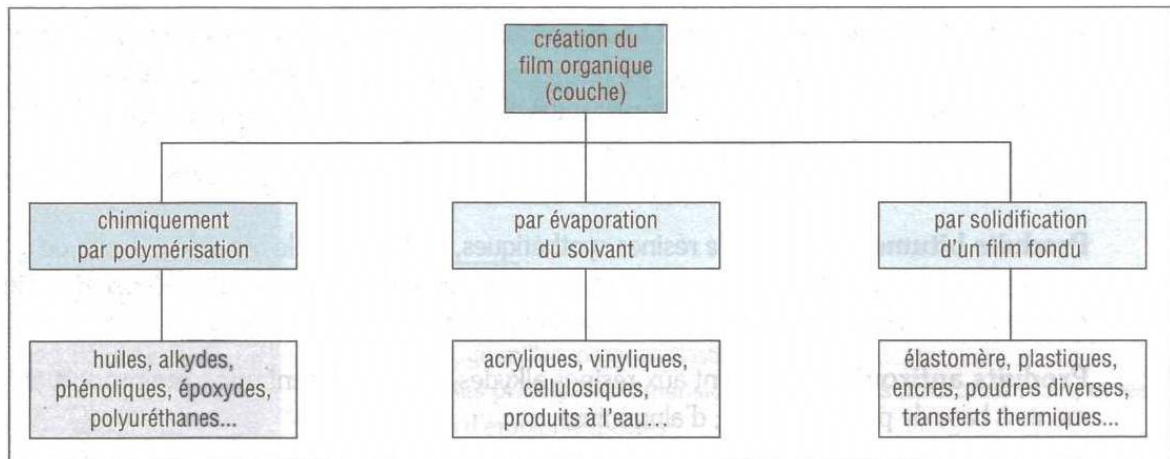 création du
film organique
(couche)
chimiquement
par polymérisation
par évaporation
du solvant
par solidification
d'un film fondu
huiles, alkydes,
phénoliques, époxydes,
polyuréthanes...
acryliques, vinyliques,
cellulosiques,
produits à l'eau...
élastomère, plastiques,
encres, poudres diverses,
transferts thermiques...